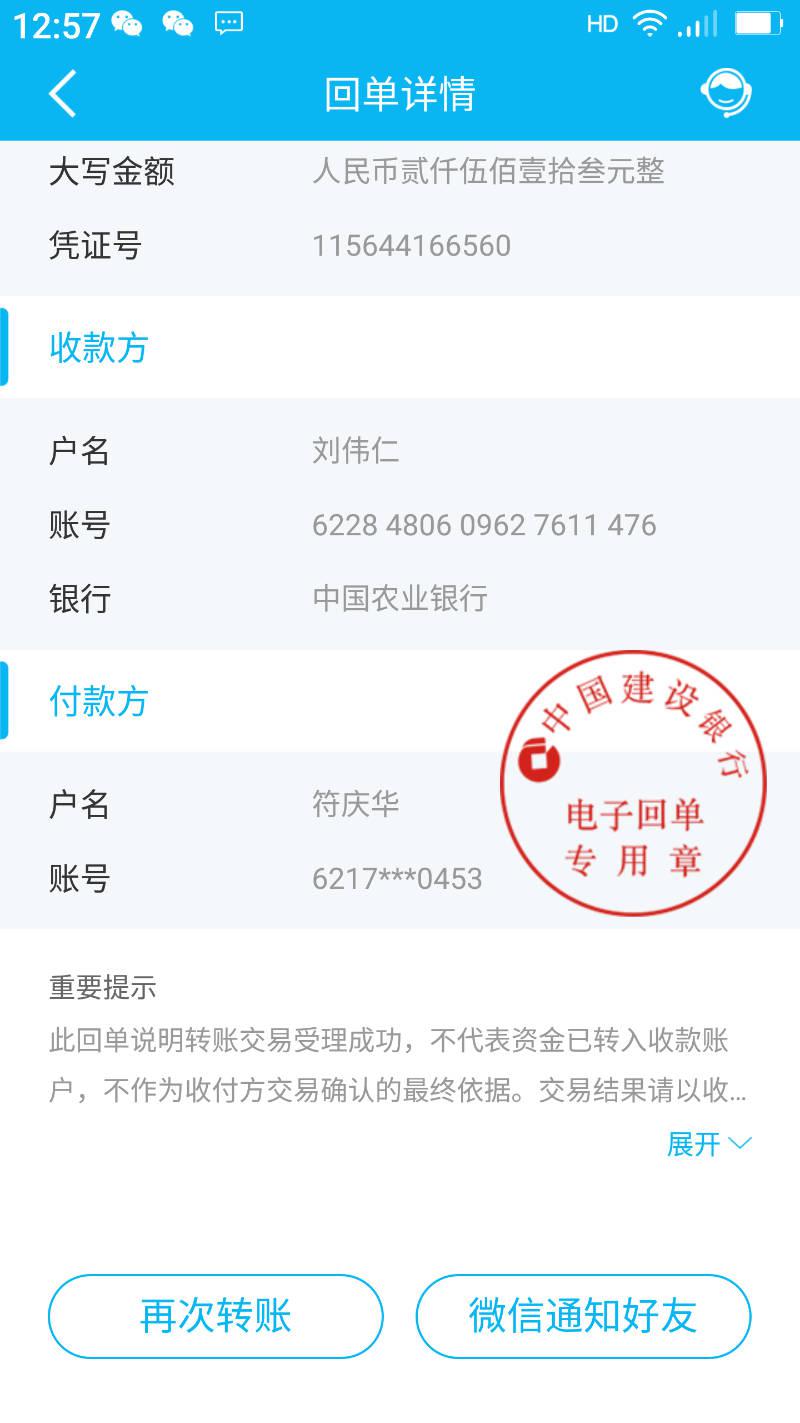 12:57
HD
回单详情
大写金额 人民币贰仟伍佰壹拾叁元整
凭证号 115644166560
收款方
户名 刘伟仁
账号 6228 4806 0962 7611 476
银行 中国农业银行
付款方
中国建设银行
电子回单
专用章
户名 符庆华
账号 6217***0453
重要提示
此回单说明转账交易受理成功，不代表资金已转入收款账
户，不作为收付方交易确认的最终依据。交易结果请以收...
展开
再次转账 微信通知好友